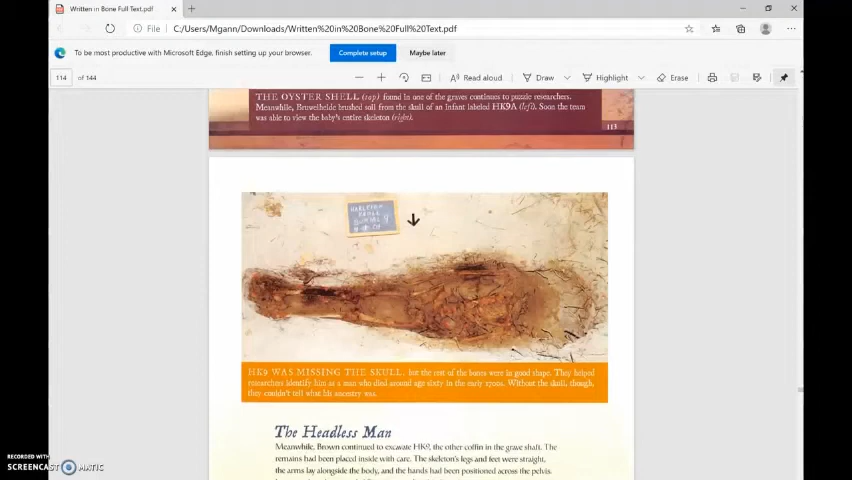 Written in Bone Full Text.pdf
File
C:/Users/Mgann/Downloads/Written%20in%20Bone%20Full%20Text.pdf
To be most productive with Microsoft Edge, finish setting up your browser.
Complete setup
Maybe later
114 of 144
Read aloud
Draw
Highlight
Erase
THE OYSTER SHELL (top) found in one of the graves continues to puzzle researchers.
Meanwhile, Bruwelheide brushed soil from the skull of an infant labeled HK9A (left). Soon the team
was able to view the baby's entire skeleton (right).
113
HK9 WAS MISSING THE SKULL, but the rest of the bones were in good shape. They helped
researchers identify him as a man who died around age sixty in the early 1700s. Without the skull, though,
they couldn't tell what his ancestry was.
The Headless Man
Meanwhile, Brown continued to excavate HK9, the other coffin in the grave shaft. The
remains had been placed inside with care. The skeleton's legs and feet were straight,
the arms lay alongside the body, and the hands had been positioned across the pelvis.
RECORDED WITH
SCREENCAST MATIC